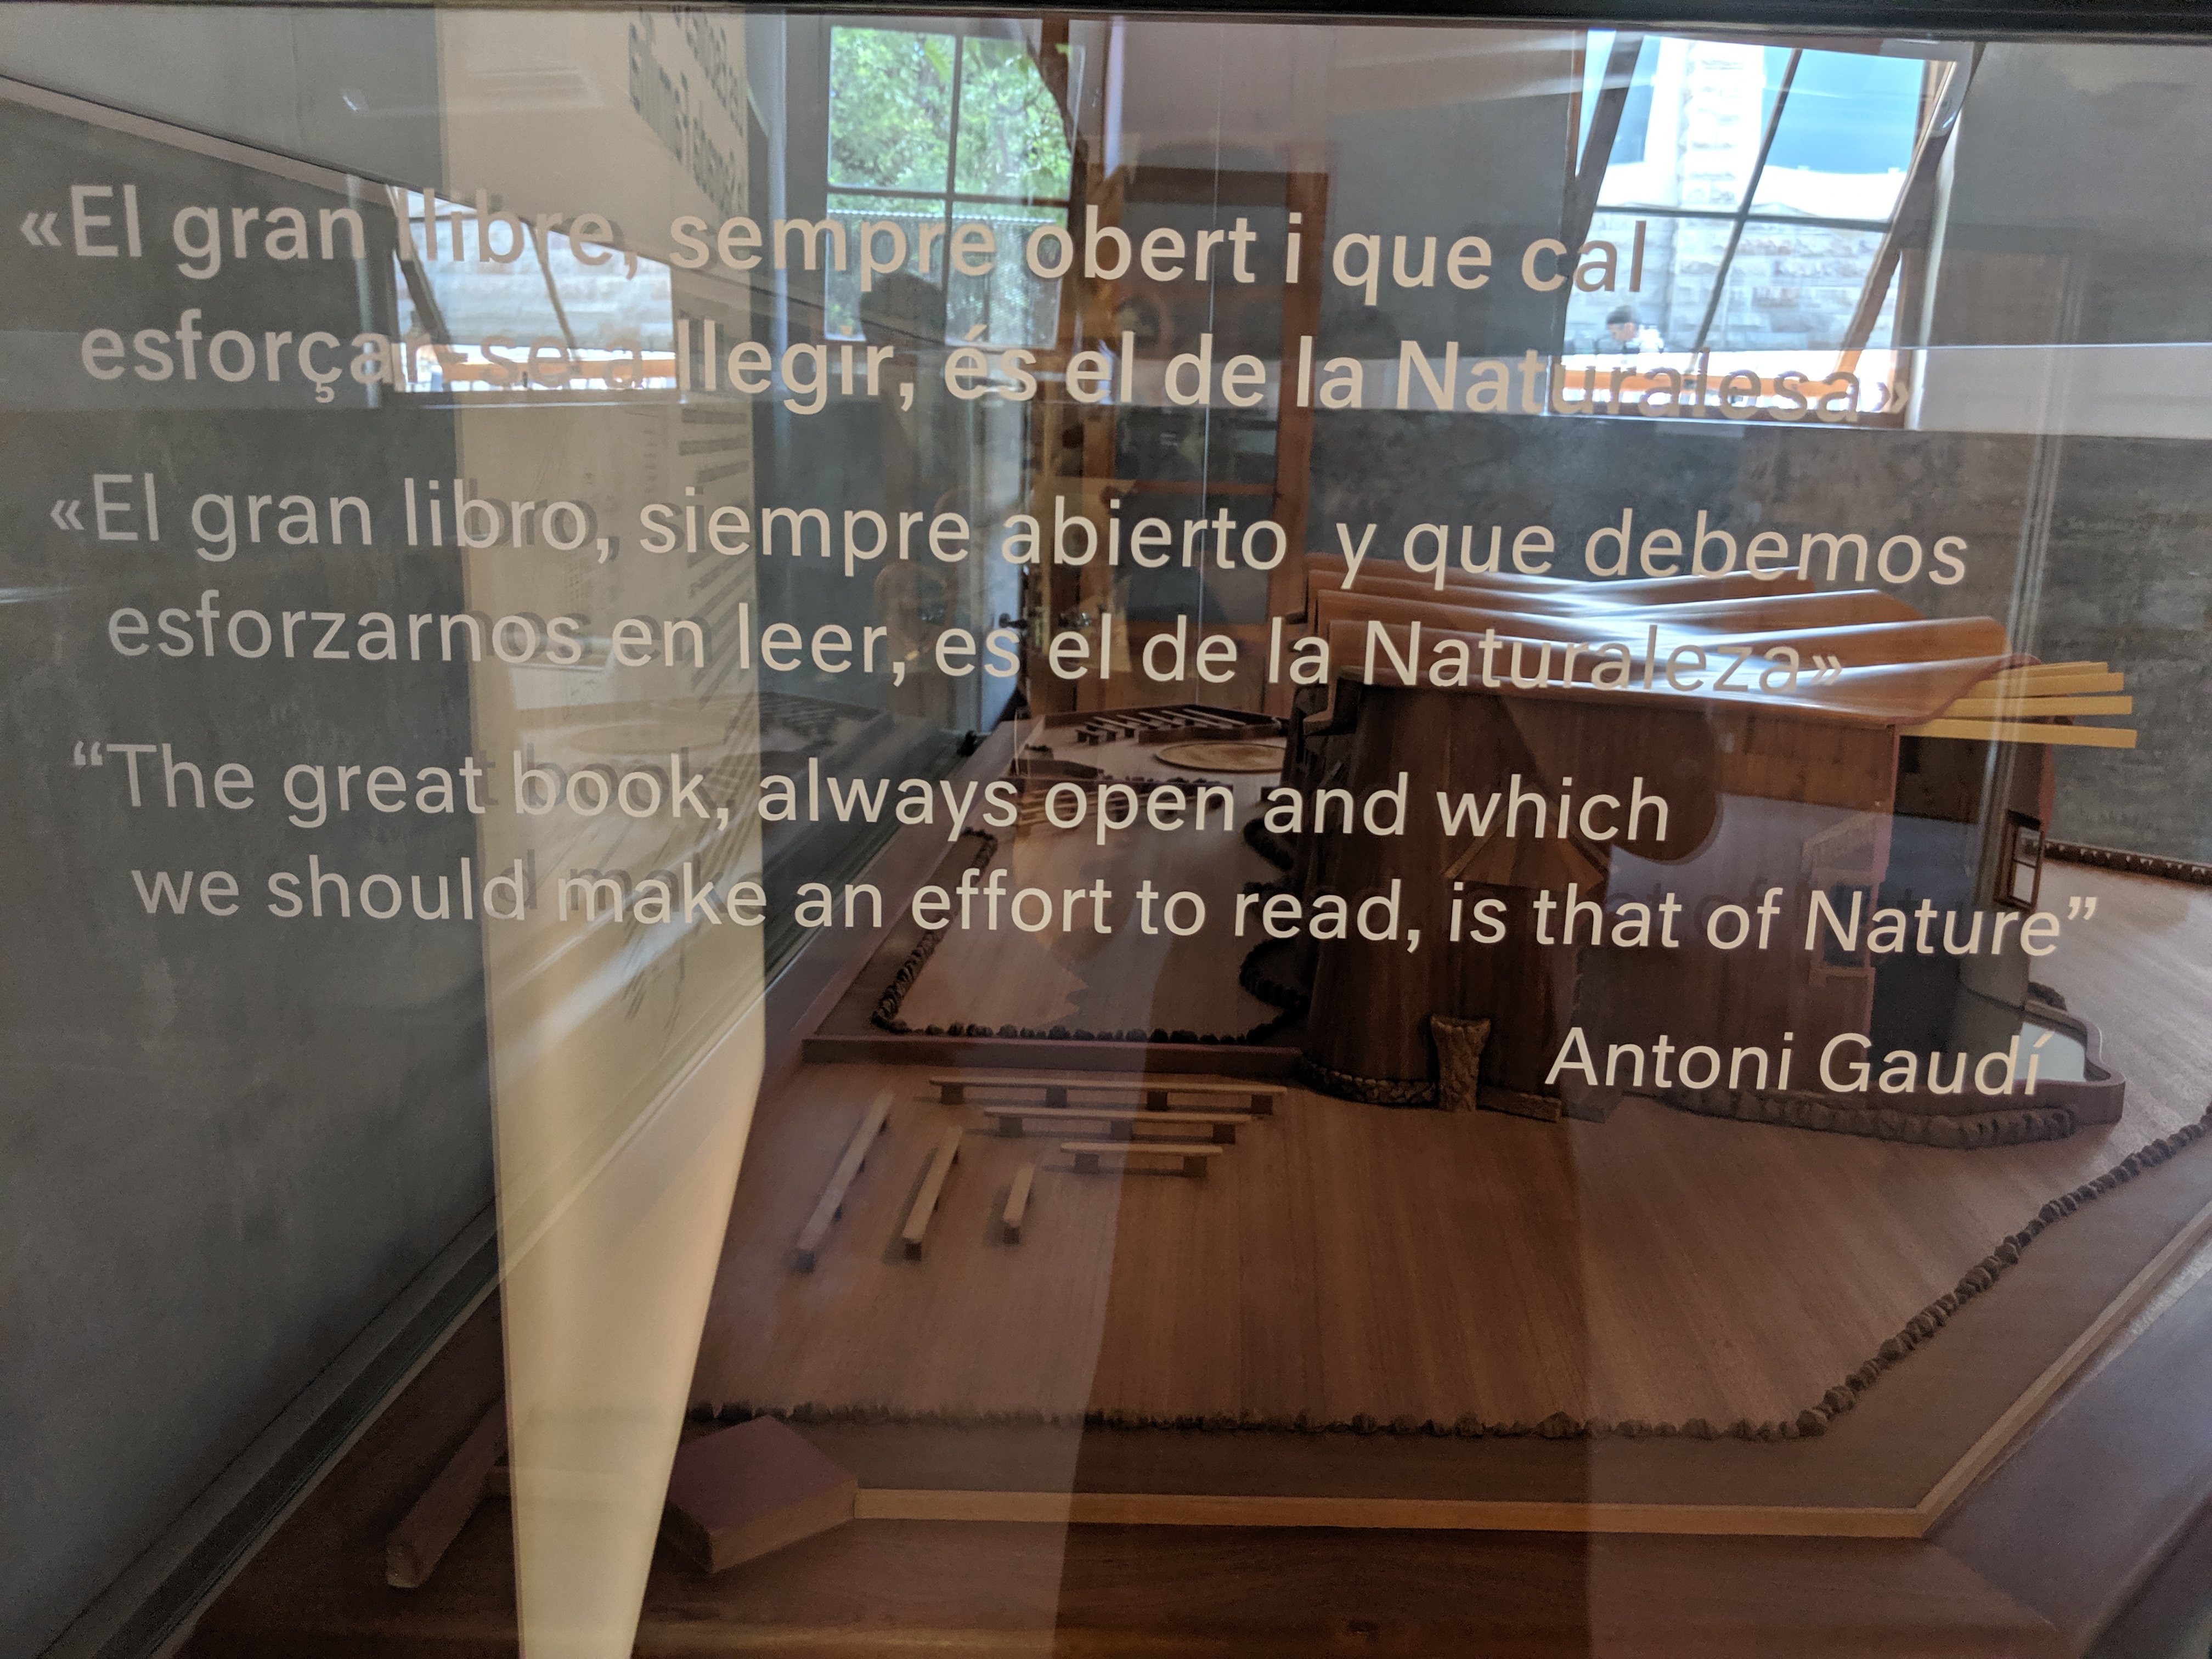 «El gran llibre, sempre obert i que cal
esforçar-se a llegir, és el de la Naturalesa»
«El gran libro, siempre abierto y que debemos
esforzarnos en leer, es el de la Naturaleza»
“The great book, always open and which
we should make an effort to read, is that of Nature”
Antoni Gaudí